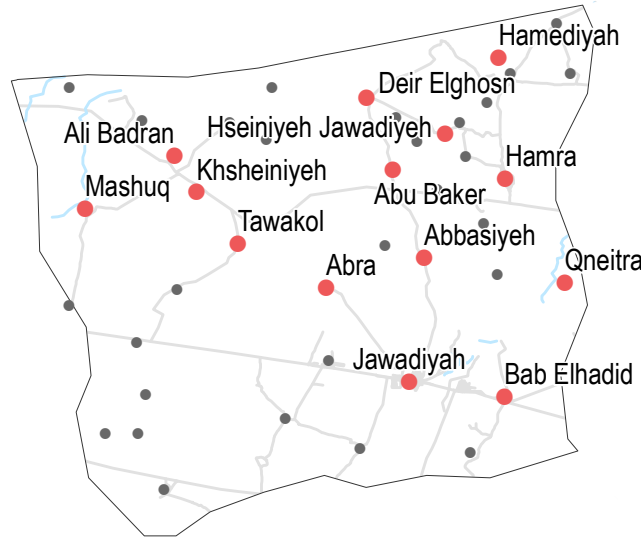 Hamediyah
Deir Elghosn
Ali Badran
Hseiniyeh Jawadiyeh
Khsheiniyeh
Hamra
Mashuq
Abu Baker
Tawakol
Abbasiyeh
Abra
Qneitra
Jawadiyah
Bab Elhadid